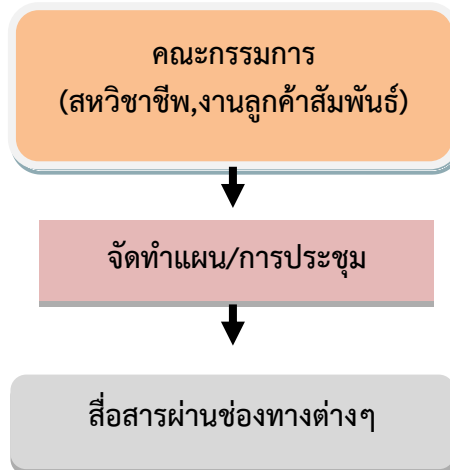 คณะกรรมการ
(สหวิชาชีพ,งานลูกค้าสัมพันธ์)
จัดทำแผน/การประชุม
สื่อสารผ่านช่องทางต่างๆ